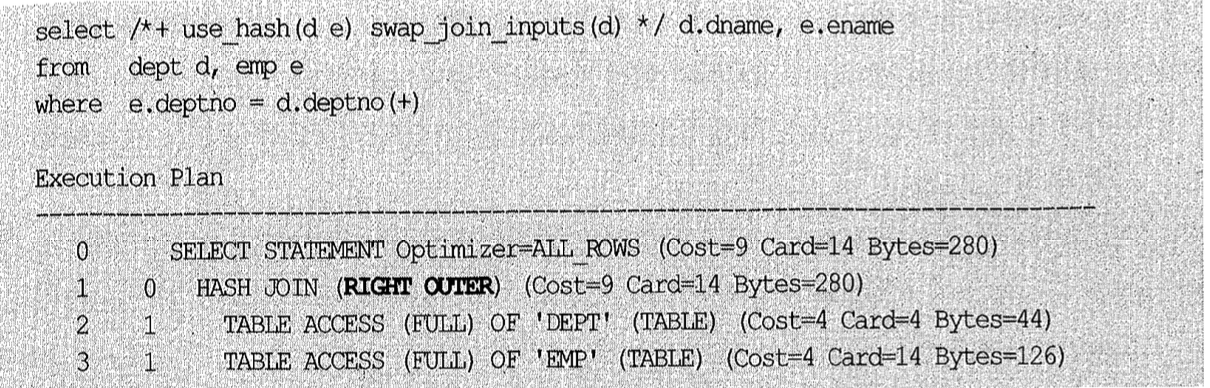 select /*+ use_hash(d e) swap_join_inputs(d) */ d.dname, e.ename
from dept d, emp e
where e.deptno = d.deptno(+)
Execution Plan
--------------------------------------------------------------------------------
0 SELECT STATEMENT Optimizer=ALL_ROWS (Cost=9 Card=14 Bytes=280)
1 0 HASH JOIN (RIGHT OUTER) (Cost=9 Card=14 Bytes=280)
2 1 TABLE ACCESS (FULL) OF 'DEPT' (TABLE) (Cost=4 Card=4 Bytes=44)
3 1 TABLE ACCESS (FULL) OF 'EMP' (TABLE) (Cost=4 Card=14 Bytes=126)